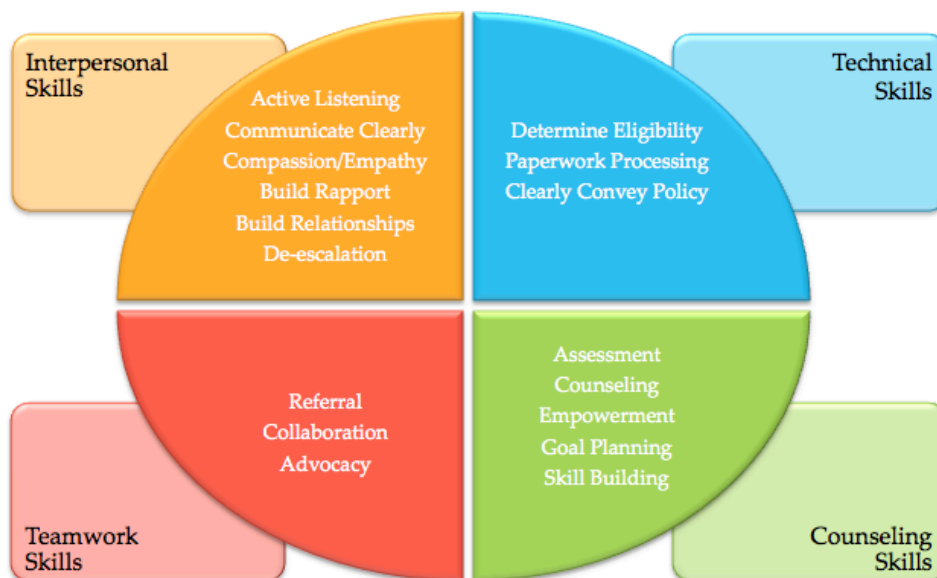 Interpersonal
Skills
Active Listening
Communicate Clearly
Compassion/Empathy
Build Rapport
Build Relationships
De-escalation
Technical
Skills
Determine Eligibility
Paperwork Processing
Clearly Convey Policy
Referral
Collaboration
Advocacy
Teamwork
Skills
Assessment
Counseling
Empowerment
Goal Planning
Skill Building
Counseling
Skills